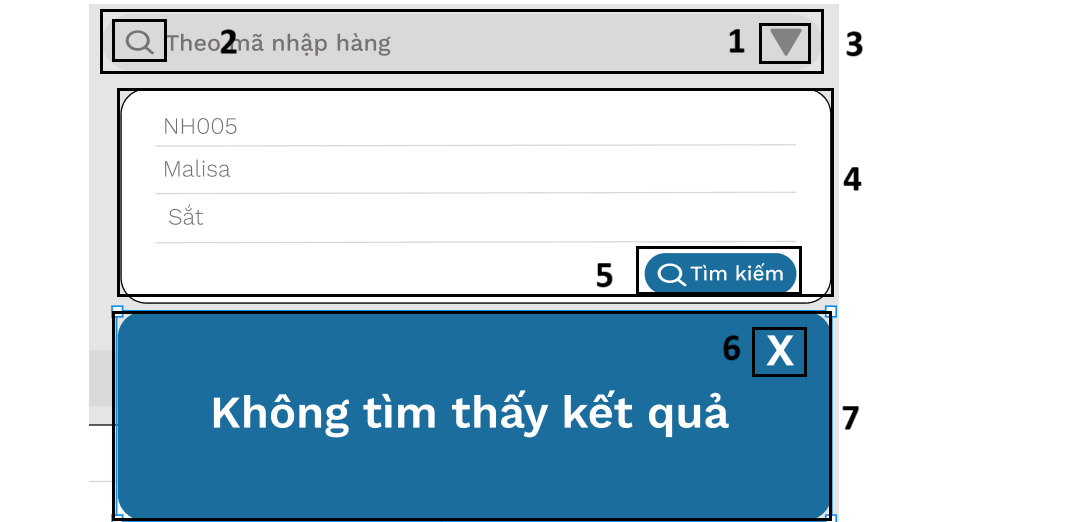 Theo mã nhập hàng 2 1 3
NH005
Malisa
4
Sắt
5 Tìm kiếm
6 X
Không tìm thấy kết quả
7